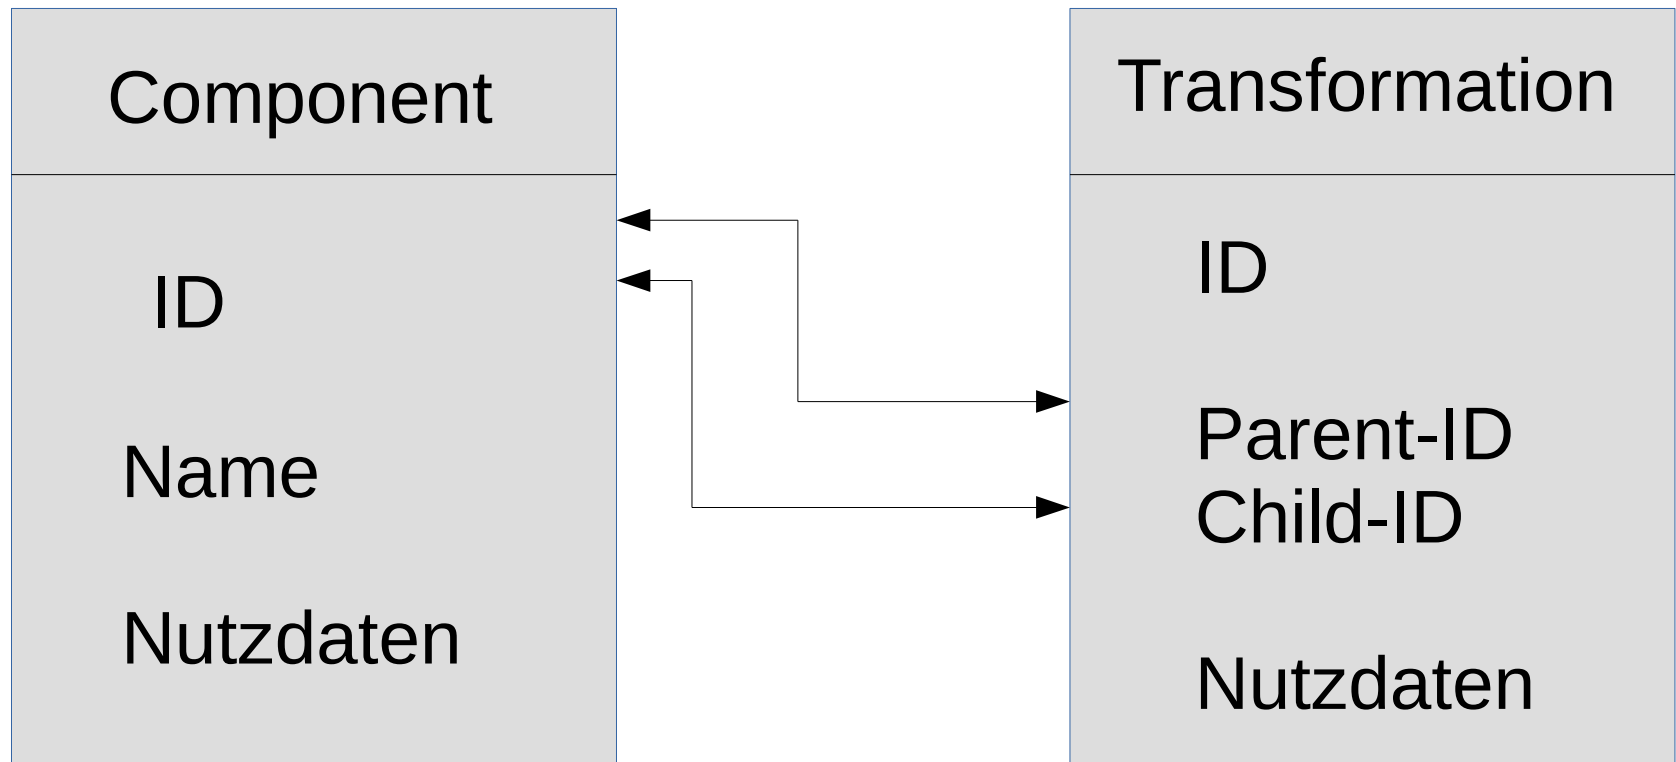 Component
ID
Name
Nutzdaten
Transformation
ID
Parent-ID
Child-ID
Nutzdaten